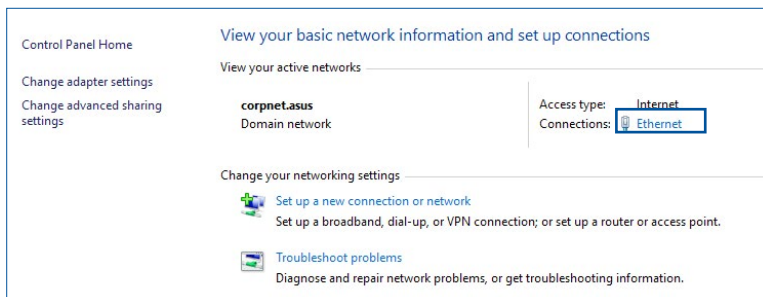 Control Panel Home
Change adapter settings
Change advanced sharing
settings
View your basic network information and set up connections
View your active networks
corpnet.asus
Domain network
Access type: Internet
Connections: Ethernet
Change your networking settings
Set up a new connection or network
Set up a broadband, dial-up, or VPN connection; or set up a router or access point.
Troubleshoot problems
Diagnose and repair network problems, or get troubleshooting information.